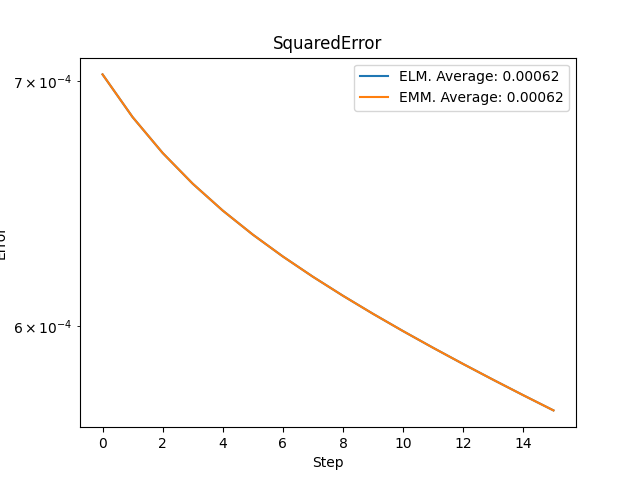 SquaredError
ELM. Average: 0.00062
EMM. Average: 0.00062
7 × 10⁻⁴
6 × 10⁻⁴
Error
0 2 4 6 8 10 12 14
Step